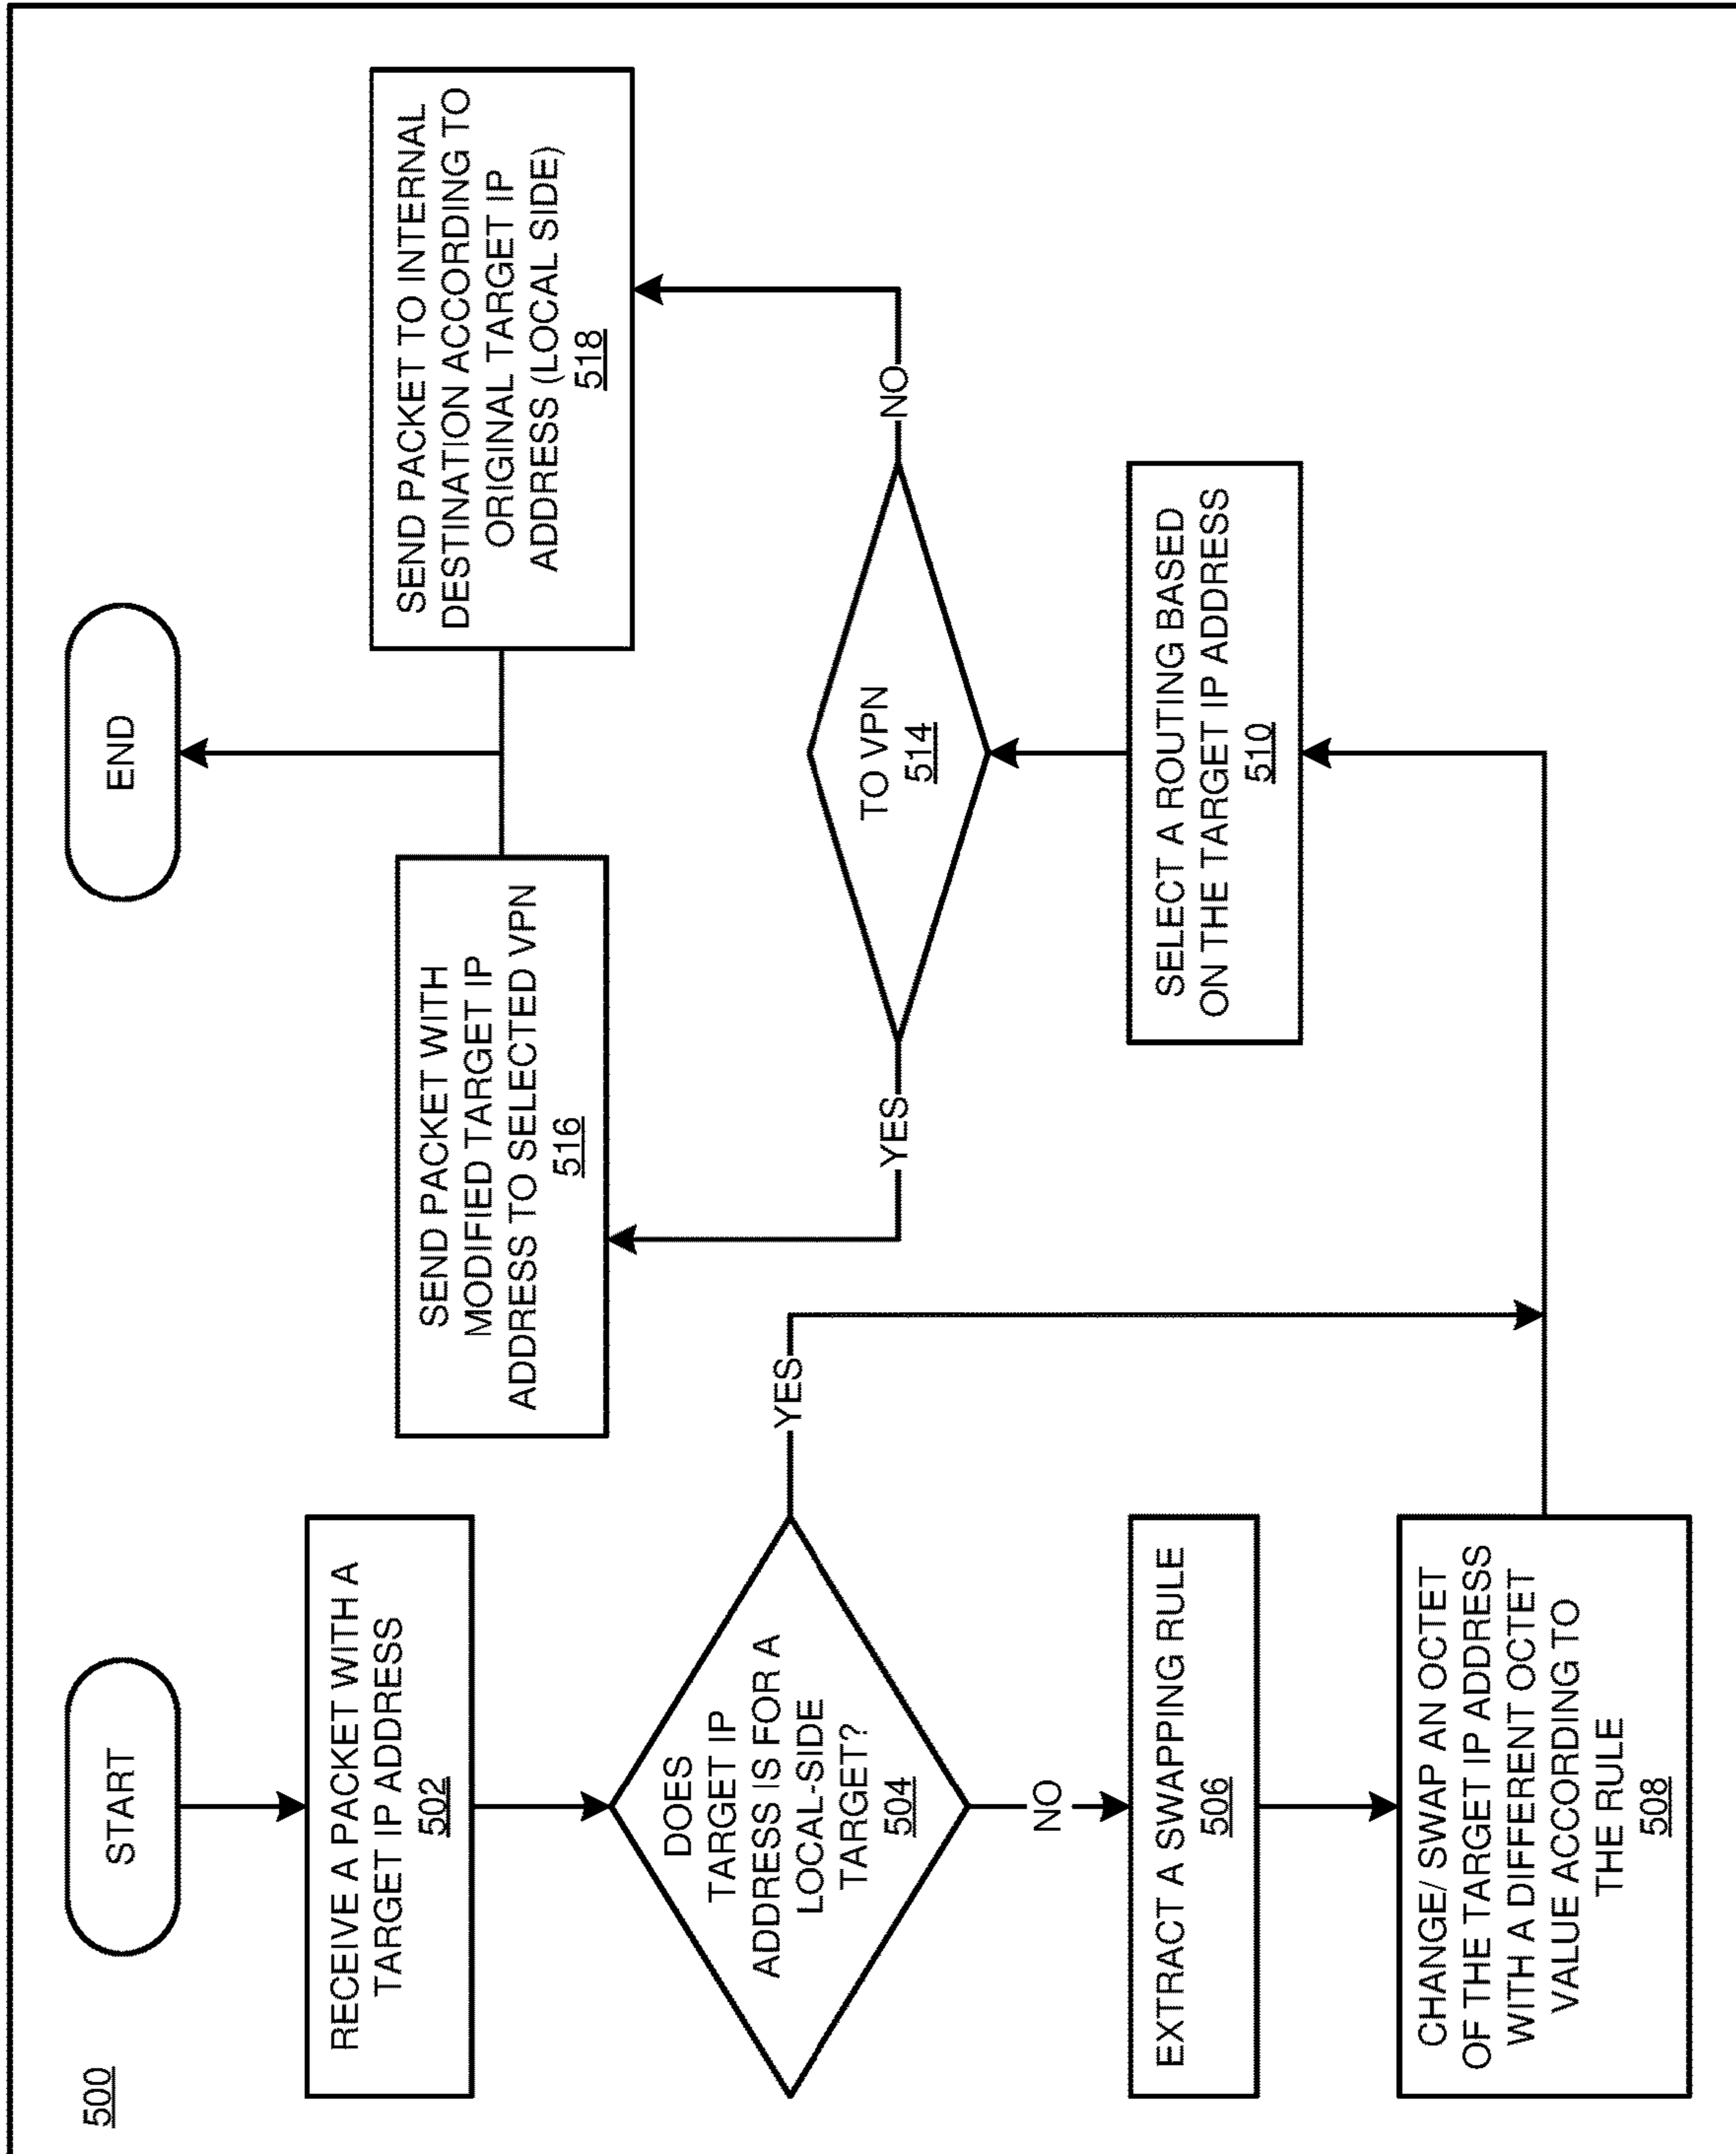 500
START
RECEIVE A PACKET WITH A
TARGET IP ADDRESS
502
DOES
TARGET IP
ADDRESS IS FOR A
LOCAL-SIDE
TARGET?
504
YES
NO
EXTRACT A SWAPPING RULE
506
CHANGE/ SWAP AN OCTET
OF THE TARGET IP ADDRESS
WITH A DIFFERENT OCTET
VALUE ACCORDING TO
THE RULE
508
SELECT A ROUTING BASED
ON THE TARGET IP ADDRESS
510
TO VPN
514
YES
NO
SEND PACKET WITH
MODIFIED TARGET IP
ADDRESS TO SELECTED VPN
516
SEND PACKET TO INTERNAL
DESTINATION ACCORDING TO
ORIGINAL TARGET IP
ADDRESS (LOCAL SIDE)
518
END